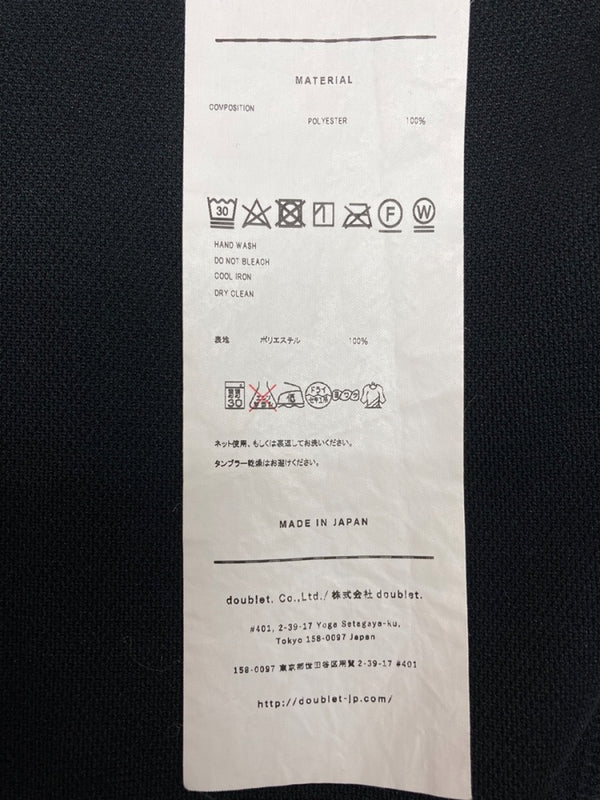 MATERIAL
COMPOSITION
POLYESTER 100%
30 F W
HAND WASH
DO NOT BLEACH
COOL IRON
DRY CLEAN
表地 ポリエステル 100%
30 ドライ
ネット使用、もしくは裏返してお洗いください。
タンブラー乾燥はお避けください。
MADE IN JAPAN
doublet. Co.,Ltd./ 株式会社 doublet.
#401, 2-39-17 Yoga Setagaya-ku,
Tokyo 158-0097 Japan
158-0097 東京都世田谷区用賀 2-39-17 #401
http://doublet-jp.com/